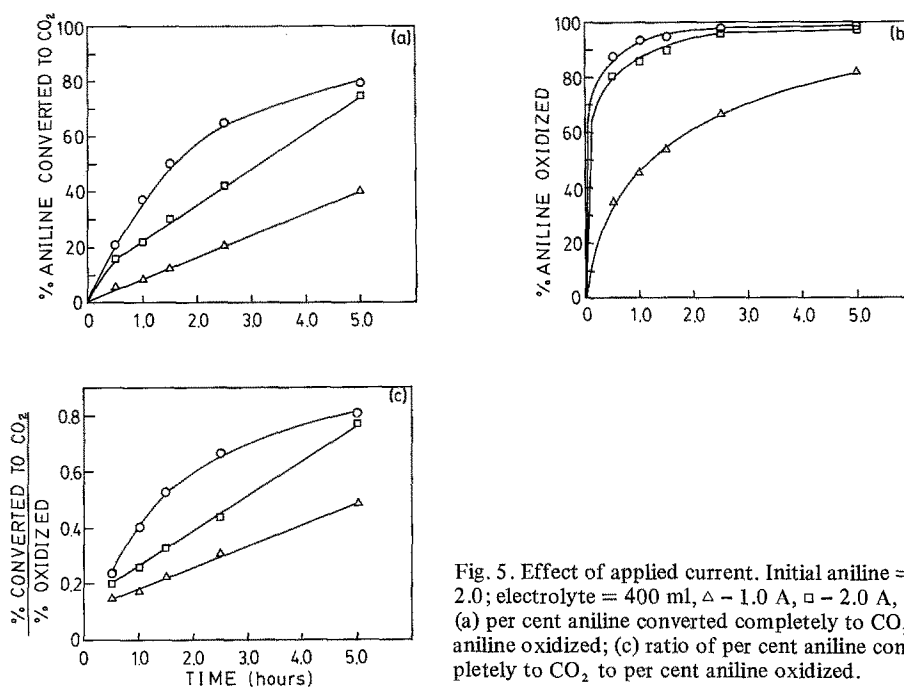 (a)
% ANILINE CONVERTED TO CO₂
100
80
60
40
20
0
0 1.0 2.0 3.0 4.0 5.0
(b)
% ANILINE OXIDIZED
100
80
60
40
20
0
0 1.0 2.0 3.0 4.0 5.0
(c)
% CONVERTED TO CO₂
% OXIDIZED
0.8
0.6
0.4
0.2
0
0 1.0 2.0 3.0 4.0 5.0
TIME (hours)
Fig. 5. Effect of applied current. Initial aniline =
2.0; electrolyte = 400 ml, △ – 1.0 A, □ – 2.0 A,
(a) per cent aniline converted completely to CO₂
aniline oxidized; (c) ratio of per cent aniline con
pletely to CO₂ to per cent aniline oxidized.